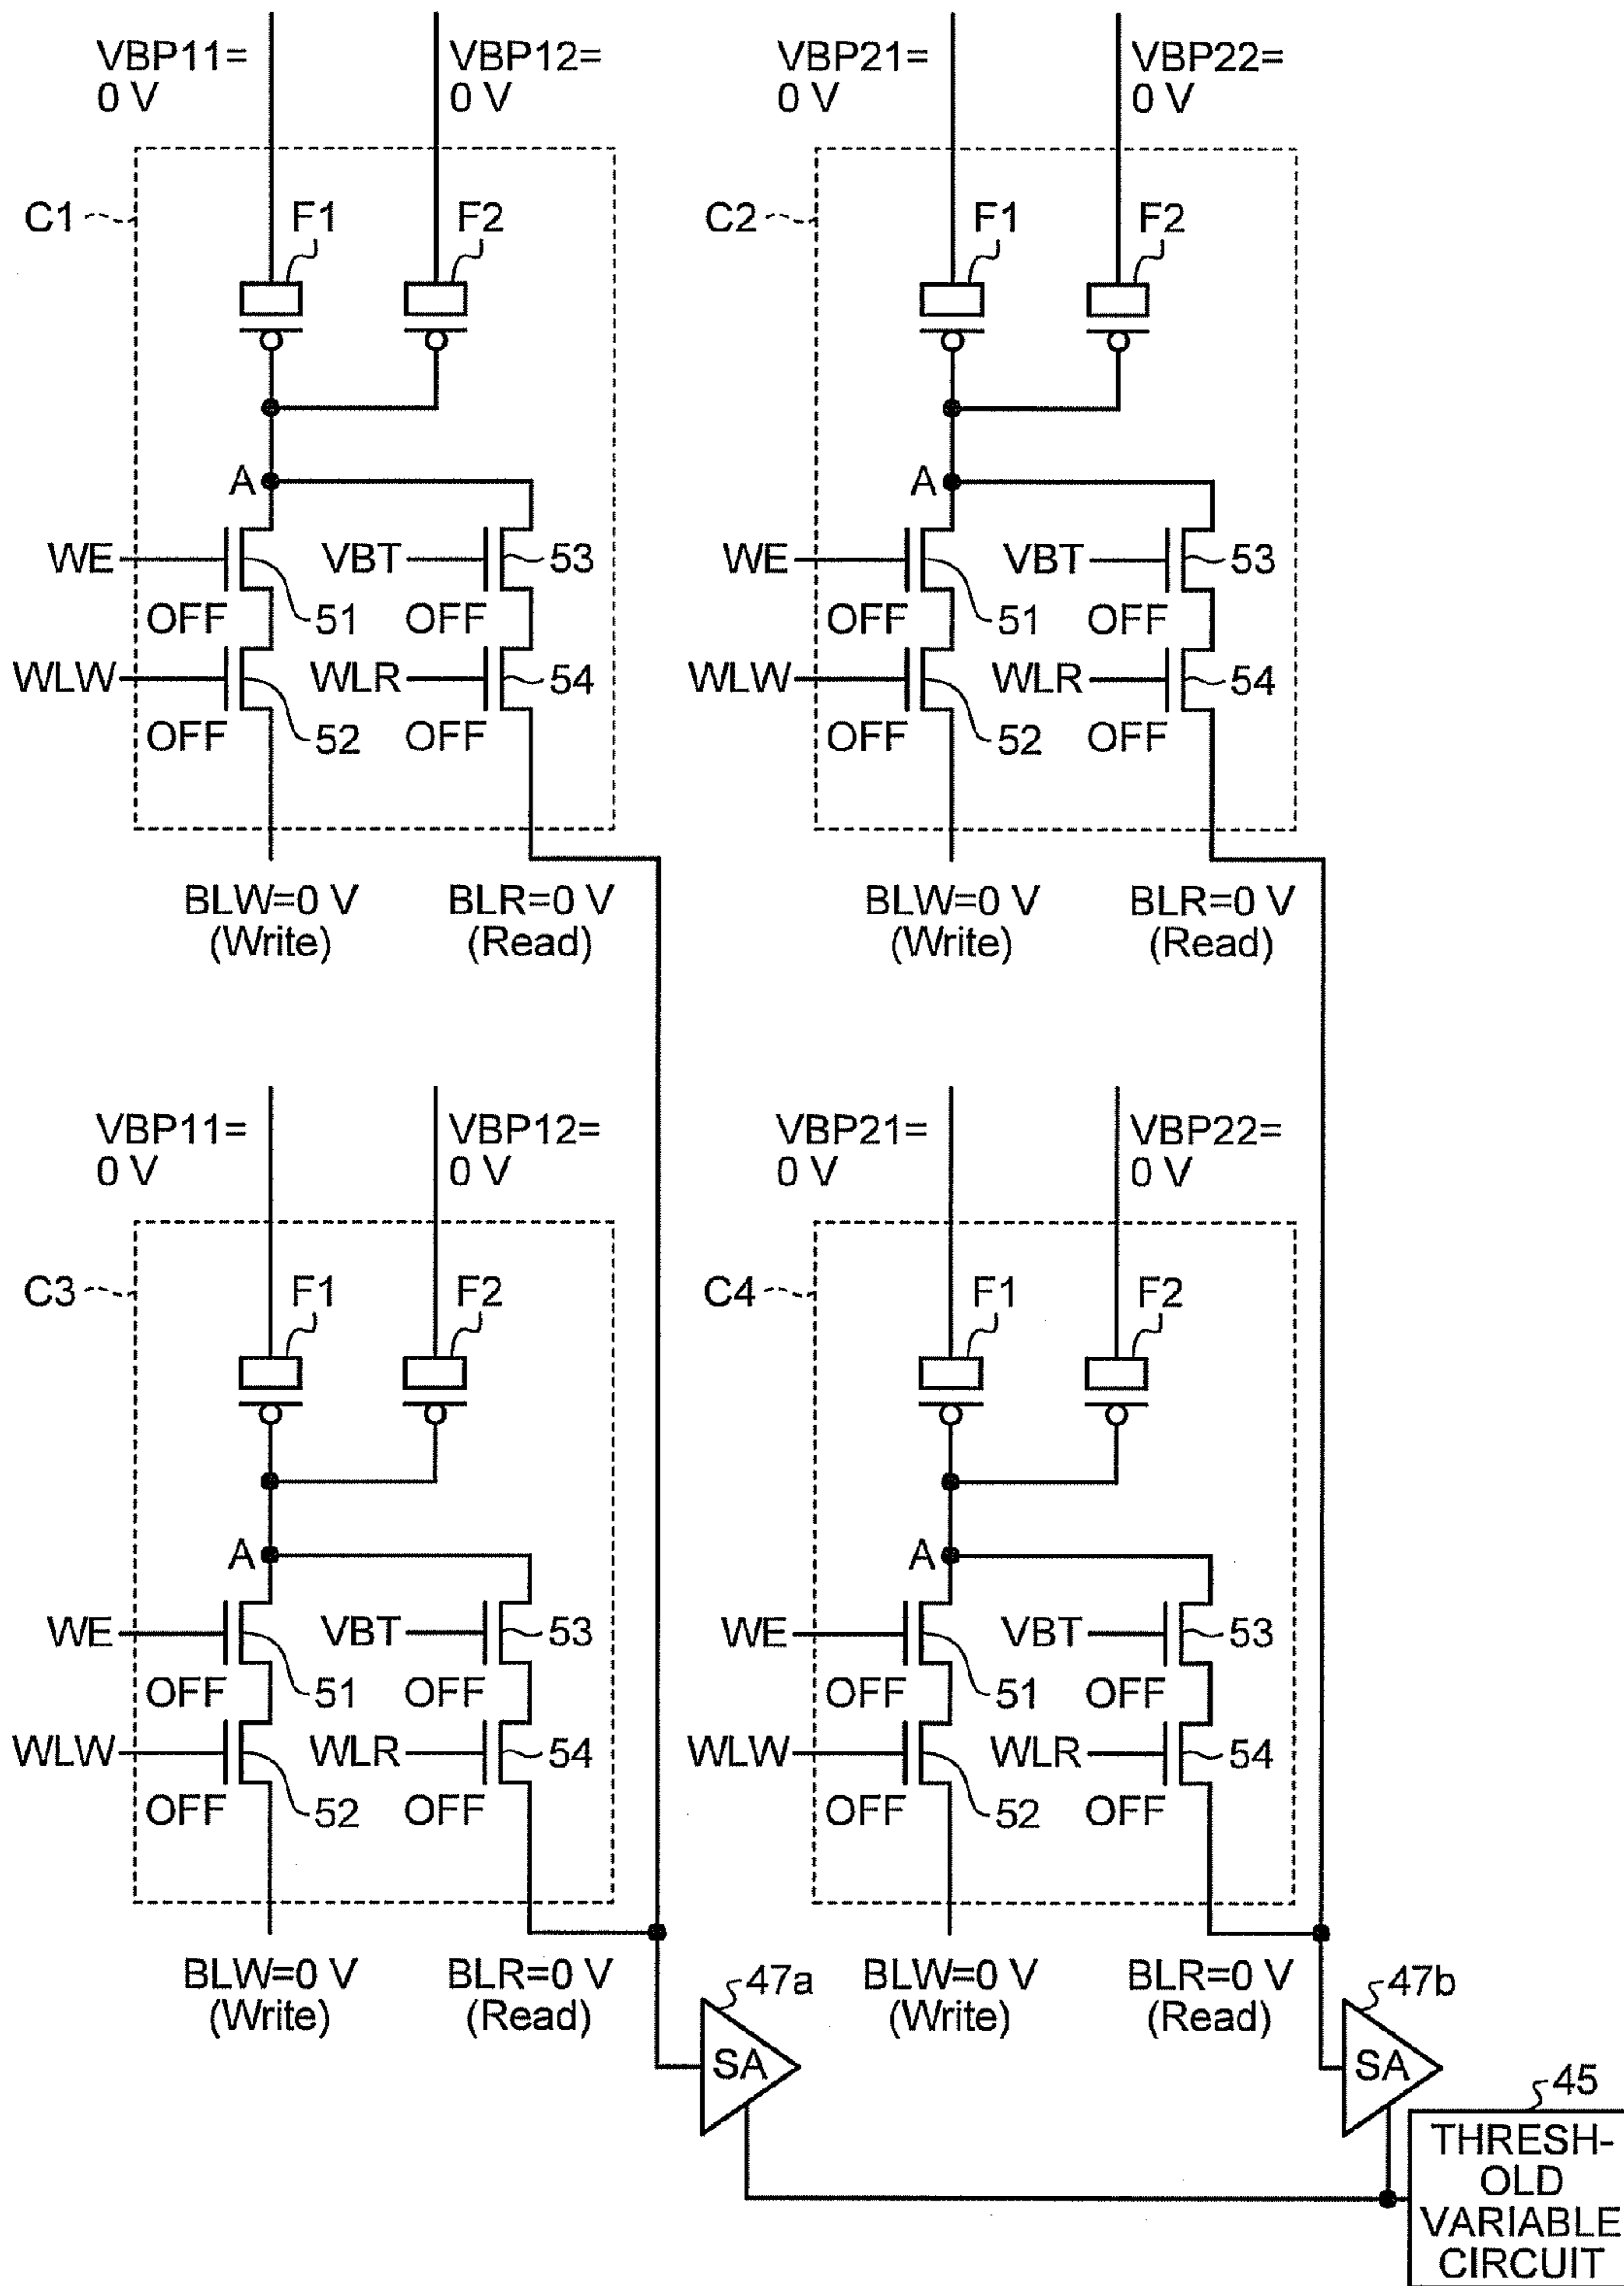 VBP11=
0 V
VBP12=
0 V
VBP21=
0 V
VBP22=
0 V
C1
F1
F2
C2
F1
F2
A
A
WE
VBT
53
WE
VBT
53
OFF
51
OFF
OFF
51
OFF
WLW
WLR
54
WLW
WLR
54
OFF
52
OFF
OFF
52
OFF
BLW=0 V
(Write)
BLR=0 V
(Read)
BLW=0 V
(Write)
BLR=0 V
(Read)
VBP11=
0 V
VBP12=
0 V
VBP21=
0 V
VBP22=
0 V
C3
F1
F2
C4
F1
F2
A
A
WE
VBT
53
WE
VBT
53
OFF
51
OFF
OFF
51
OFF
WLW
WLR
54
WLW
WLR
54
OFF
52
OFF
OFF
52
OFF
BLW=0 V
(Write)
BLR=0 V
(Read)
BLW=0 V
(Write)
BLR=0 V
(Read)
47a
SA
47b
SA
45
THRESH-
OLD
VARIABLE
CIRCUIT